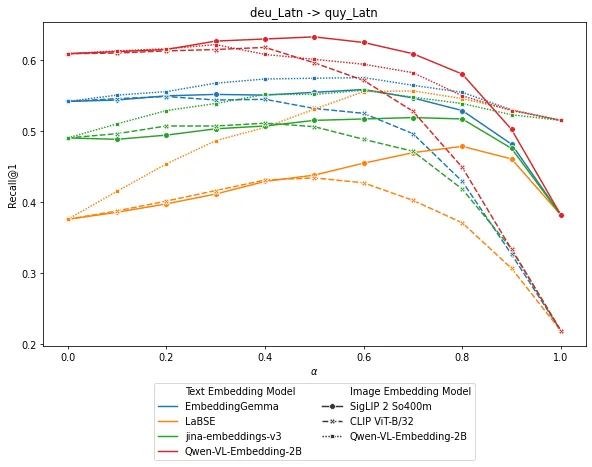 deu_Latn -> quy_Latn
Recall@1
0.6
0.5
0.4
0.3
0.2
0.0
0.2
0.4
0.6
0.8
1.0
α
Text Embedding Model
EmbeddingGemma
LaBSE
jina-embeddings-v3
Qwen-VL-Embedding-2B
Image Embedding Model
SigLIP 2 So400m
CLIP ViT-B/32
Qwen-VL-Embedding-2B